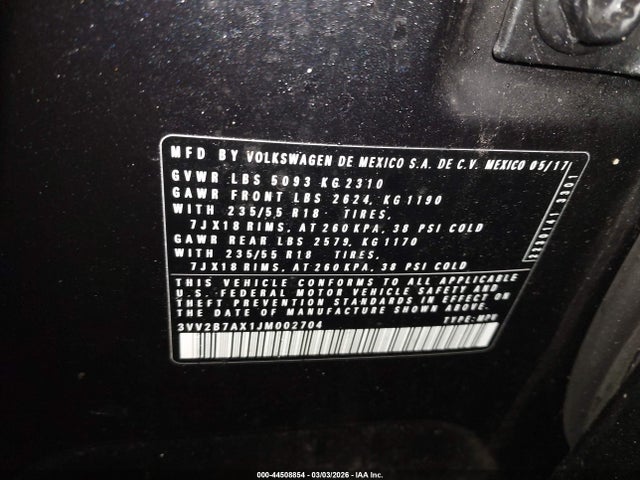 MFD BY VOLKSWAGEN DE MEXICO S.A. DE C.V. MEXICO 05/17
GVWR LBS 5093 KG 2310
GAWR FRONT LBS 2624, KG 1190
WITH 235/55 R18 TIRES,
7JX18 RIMS, AT 260 KPA, 38 PSI COLD
GAWR REAR LBS 2579, KG 1170
WITH 235/55 R18 TIRES,
7JX18 RIMS, AT 260 KPA, 38 PSI COLD
THIS VEHICLE CONFORMS TO ALL APPLICABLE
U.S. FEDERAL MOTOR VEHICLE SAFETY AND
THEFT PREVENTION STANDARDS IN EFFECT ON
THE DATE OF MANUFACTURE SHOWN ABOVE.
3VV2B7AX1JM002704
TYPE: MPV
000-44508854 | 03/03/2026 | IAA Inc.